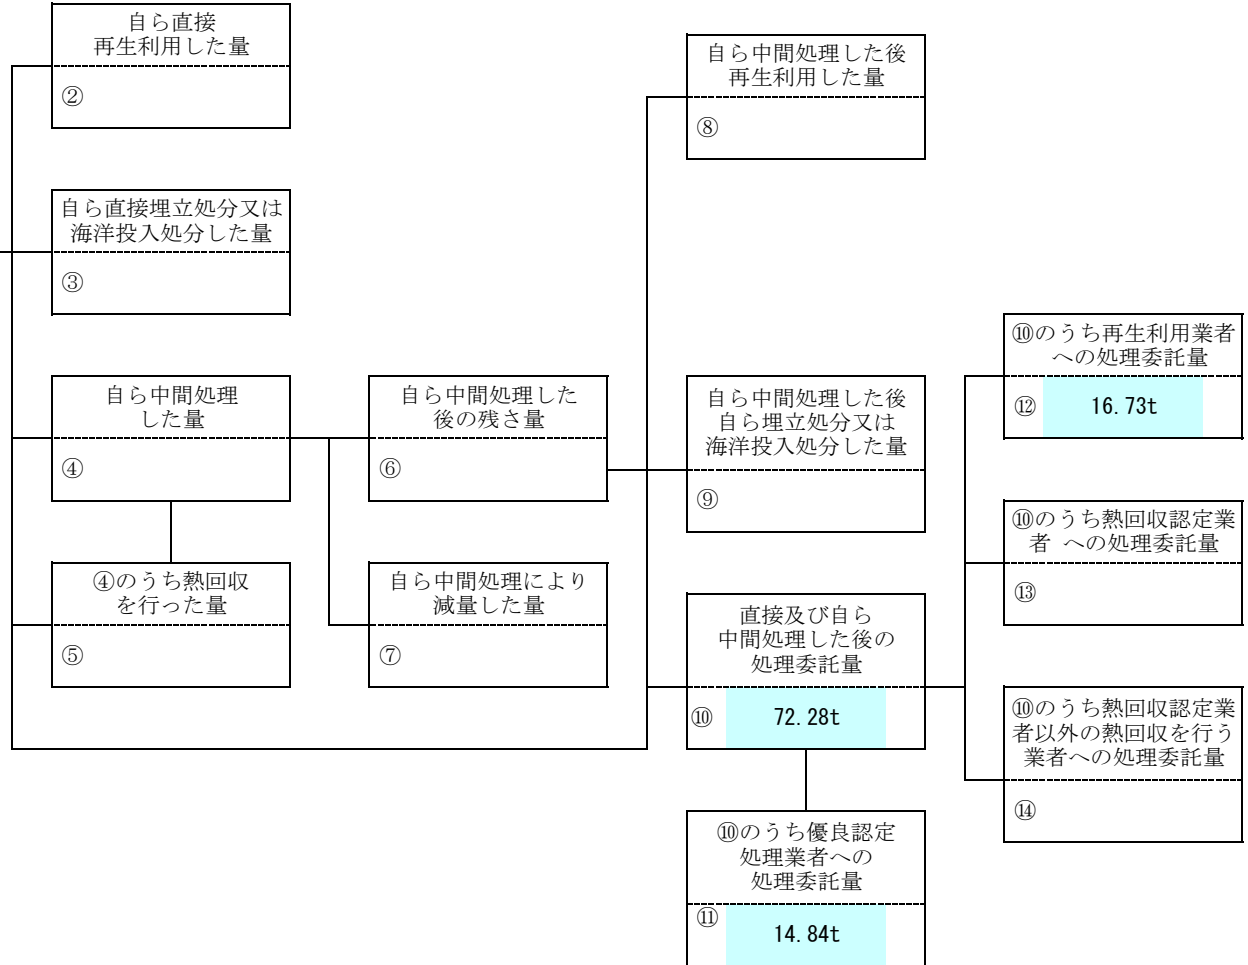 自ら直接
再生利用した量
②
自ら直接埋立処分又は
海洋投入処分した量
③
自ら中間処理
した量
④
④のうち熱回収
を行った量
⑤
自ら中間処理した
後の残さ量
⑥
自ら中間処理により
減量した量
⑦
自ら中間処理した後
再生利用した量
⑧
自ら中間処理した後
自ら埋立処分又は
海洋投入処分した量
⑨
直接及び自ら
中間処理した後の
処理委託量
⑩ 72.28t
⑩のうち優良認定
処理業者への
処理委託量
⑪ 14.84t
⑩のうち再生利用業者
への処理委託量
⑫ 16.73t
⑩のうち熱回収認定業
者 への処理委託量
⑬
⑩のうち熱回収認定業
者以外の熱回収を行う
業者への処理委託量
⑭